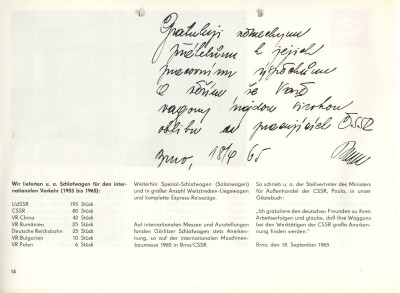 Gratuluji německým
přátelům k jejich
pracovním úspěchům
a věřím že Vaše
vagony najdou širokou
oblibu u pracujících ČSSR
Brno, 18/9 65
Wir lieferten u. a. Schlafwagen für den inter-
nationalen Verkehr (1953 bis 1965):
UdSSR 195 Stück
CSSR 80 Stück
VR China 42 Stück
VR Rumänien 25 Stück
Deutsche Reichsbahn 23 Stück
VR Bulgarien 10 Stück
VR Polen 6 Stück
Weiterhin Spezial-Schlafwagen (Salonwagen)
und in großer Anzahl Weitstrecken-Liegewagen
und komplette Express-Reisezüge.
Auf internationalen Messen und Ausstellungen
fanden Görlitzer Schlafwagen stets Anerken-
nung, so auf der internationalen Maschinen-
baumesse 1965 in Brno/CSSR.
So schrieb u. a. der Stellvertreter des Ministers
für Außenhandel der CSSR, Paula, in unser
Gästebuch:
„Ich gratuliere den deutschen Freunden zu ihren
Arbeitserfolgen und glaube, daß Ihre Waggons
bei den Werktätigen der CSSR große Anerken-
nung finden werden."
Brno, den 18. September 1965
14